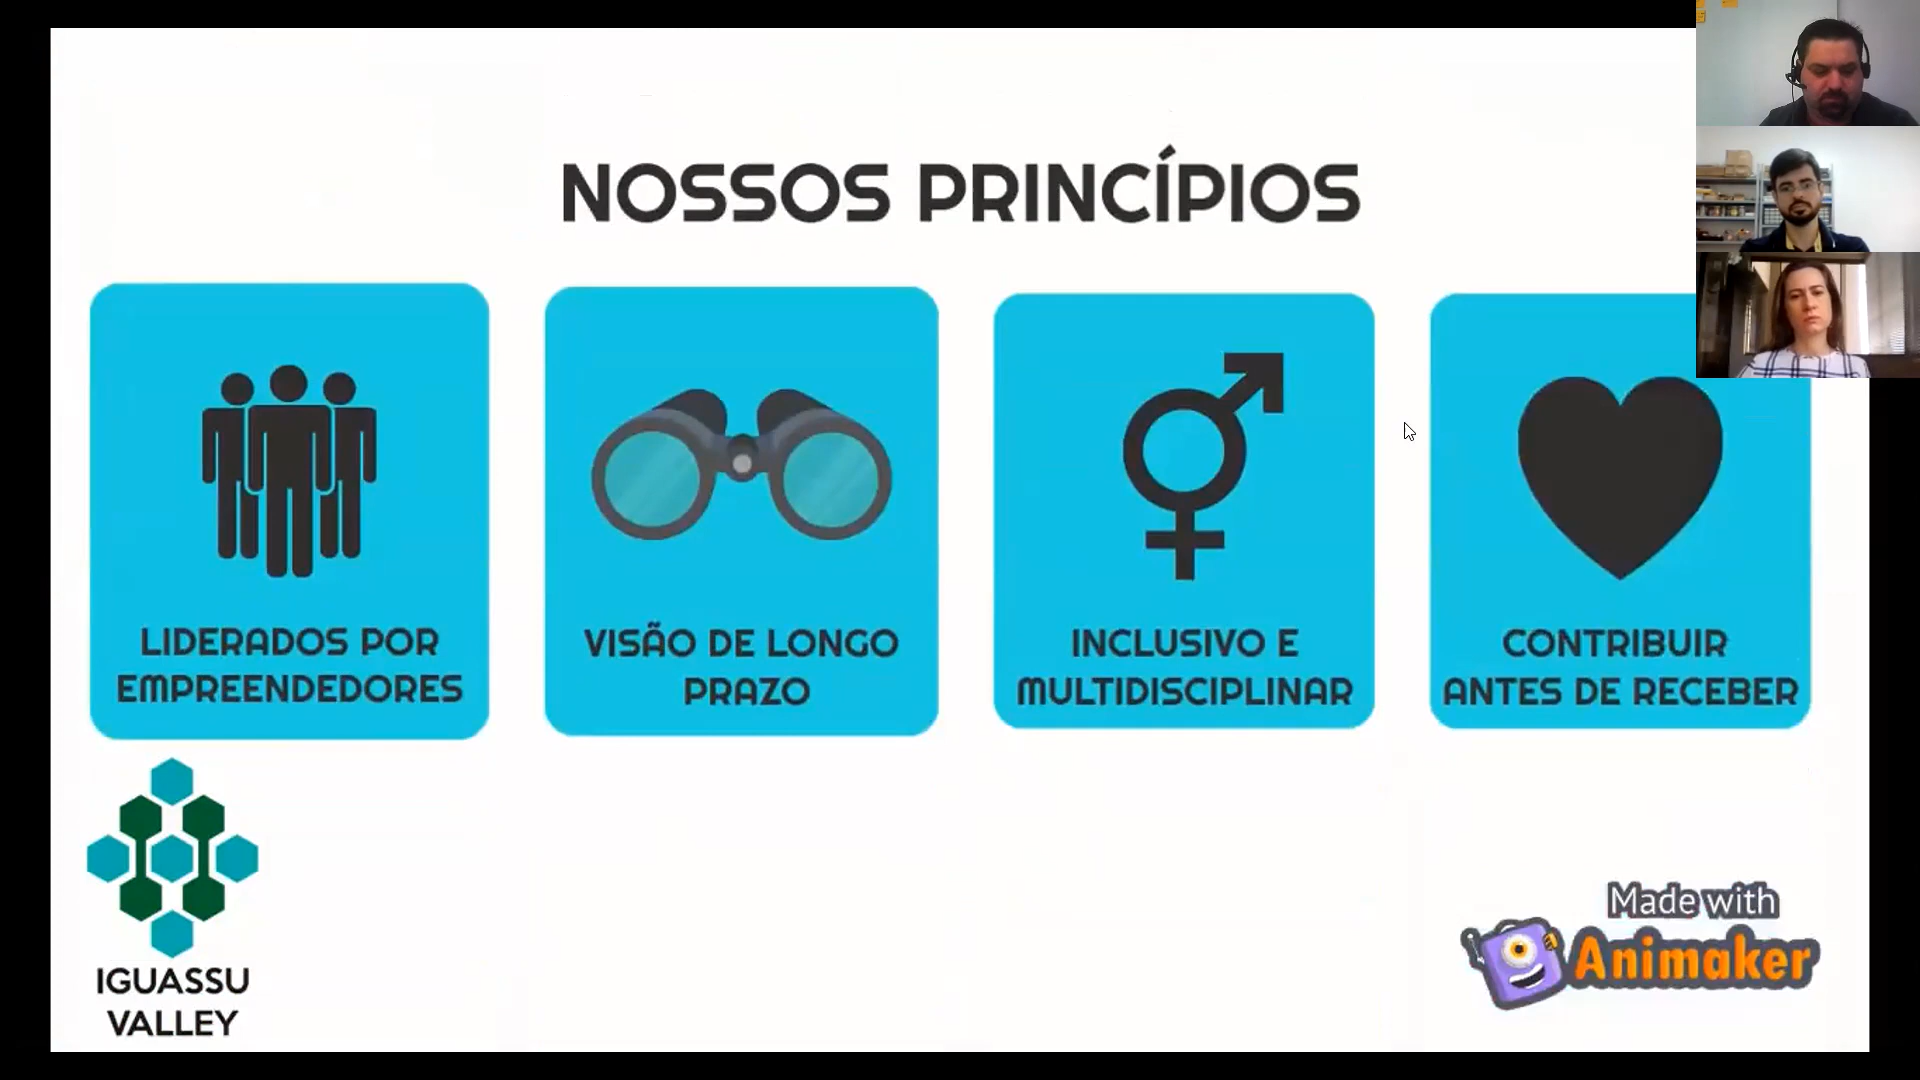 NOSSOS PRINCÍPIOS
LIDERADOS POR
EMPREENDEDORES
VISÃO DE LONGO
PRAZO
INCLUSIVO E
MULTIDISCIPLINAR
CONTRIBUIR
ANTES DE RECEBER
IGUASSU
VALLEY
Made with
Animaker